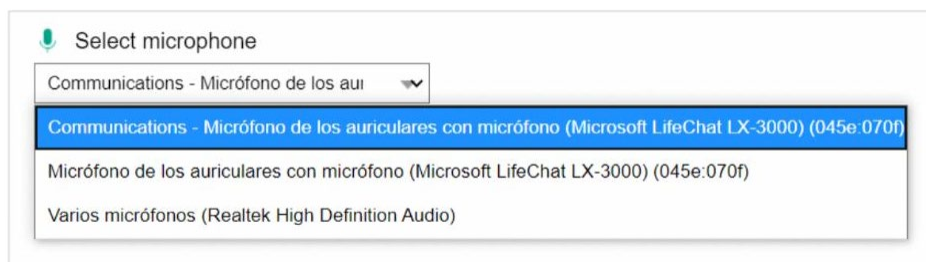 Select microphone
Communications - Micrófono de los aur
Communications - Micrófono de los auriculares con micrófono (Microsoft LifeChat LX-3000) (045e:070f)
Micrófono de los auriculares con micrófono (Microsoft LifeChat LX-3000) (045e:070f)
Varios micrófonos (Realtek High Definition Audio)